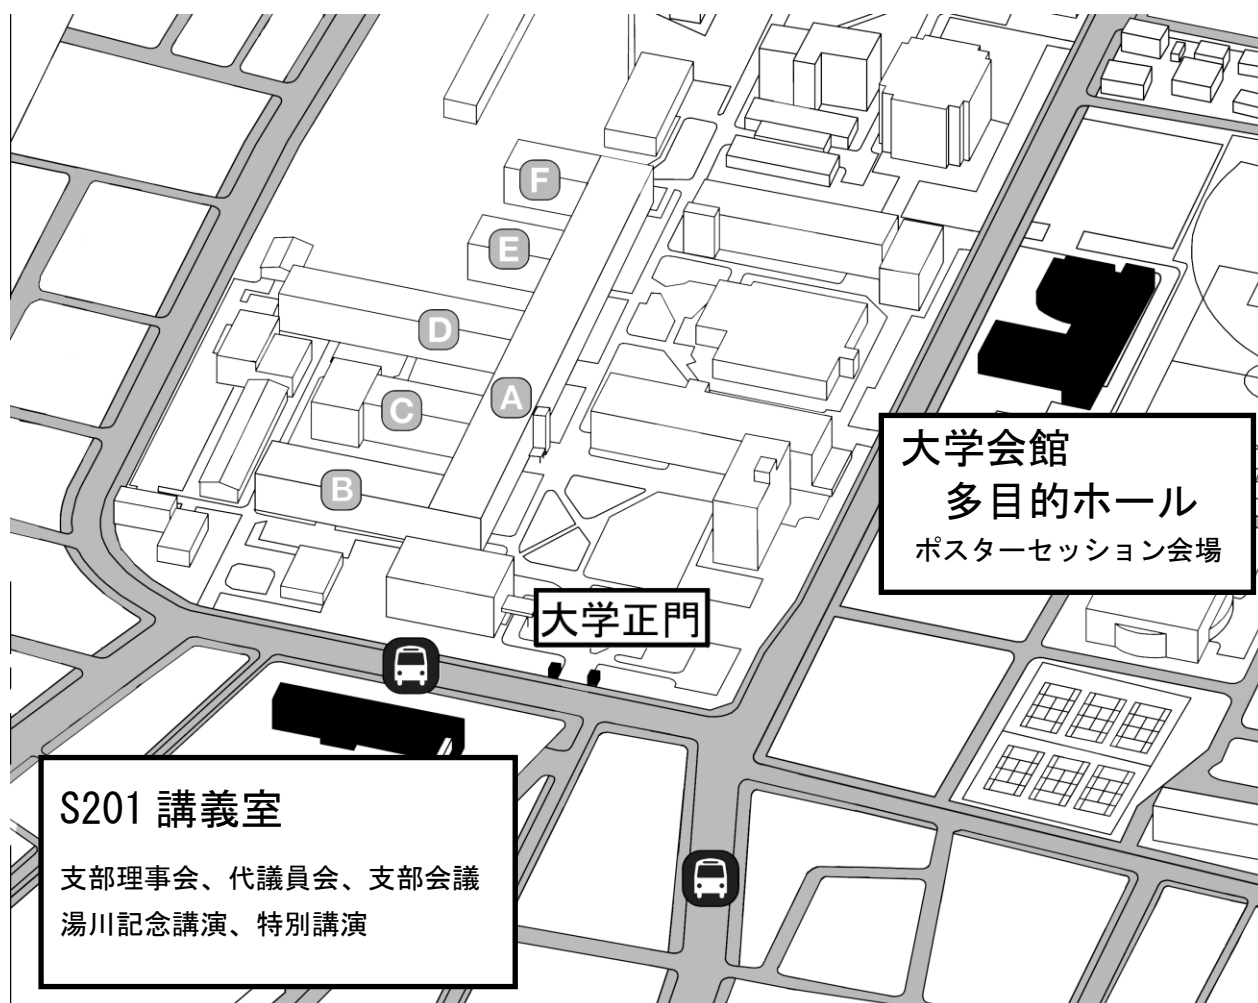 F
E
D
A
C
B
大学会館
多目的ホール
ポスターセッション会場
大学正門
S201 講義室
支部理事会、代議員会、支部会議
湯川記念講演、特別講演